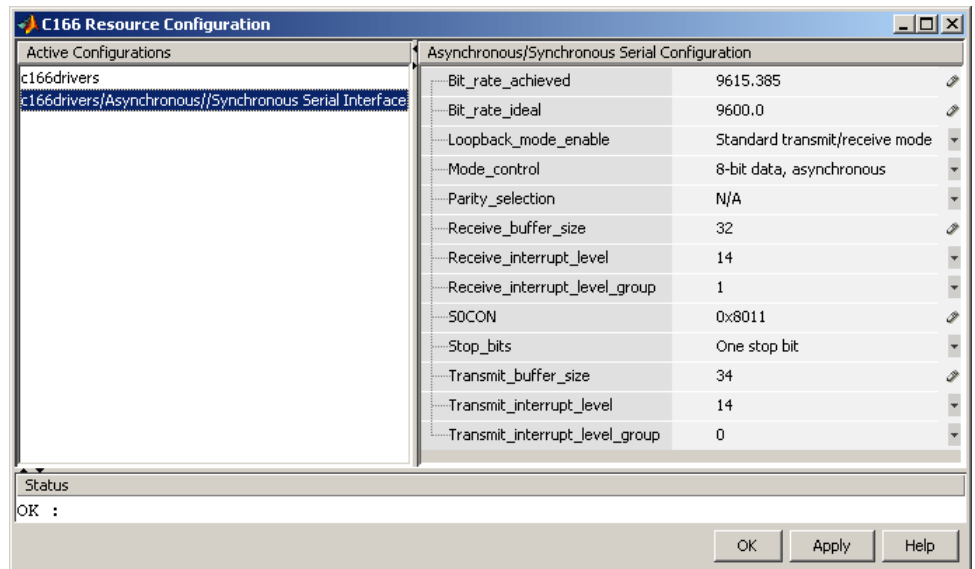 C166 Resource Configuration
Active Configurations
c166drivers
c166drivers/Asynchronous//Synchronous Serial Interface
Asynchronous/Synchronous Serial Configuration
Bit_rate_achieved 9615.385
Bit_rate_ideal 9600.0
Loopback_mode_enable Standard transmit/receive mode
Mode_control 8-bit data, asynchronous
Parity_selection N/A
Receive_buffer_size 32
Receive_interrupt_level 14
Receive_interrupt_level_group 1
S0CON 0x8011
Stop_bits One stop bit
Transmit_buffer_size 34
Transmit_interrupt_level 14
Transmit_interrupt_level_group 0
Status
OK :
OK Apply Help